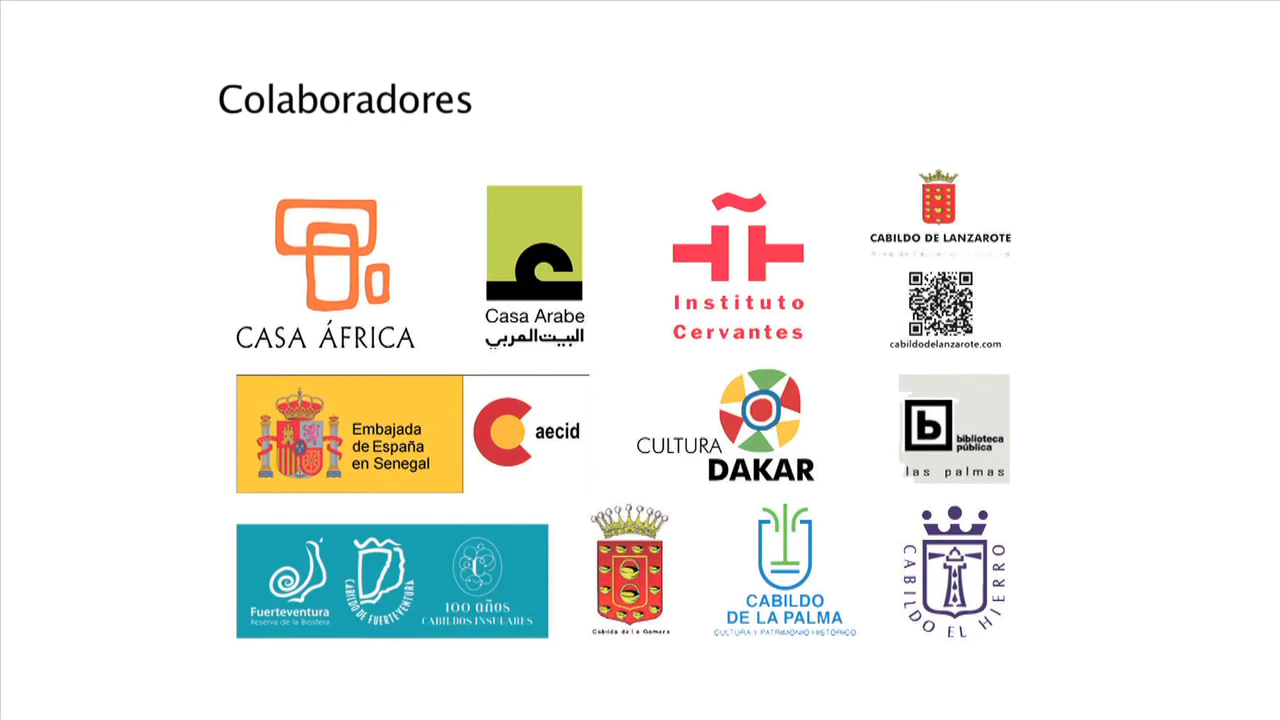 Colaboradores
CASA ÁFRICA
Casa Arabe
البيت العربي
Instituto
Cervantes
CABILDO DE LANZAROTE
cabildodelanzarote.com
Embajada
de España
en Senegal
aecid
CULTURA
DAKAR
b
biblioteca
pública
las palmas
Fuerteventura
Reserva de la Biosfera
CABILDO DE FUERTEVENTURA
100 años
CABILDOS INSULARES
Cabildo de La Gomera
CABILDO
DE LA PALMA
CULTURA Y PATRIMONIO HISTÓRICO
CABILDO EL HIERRO